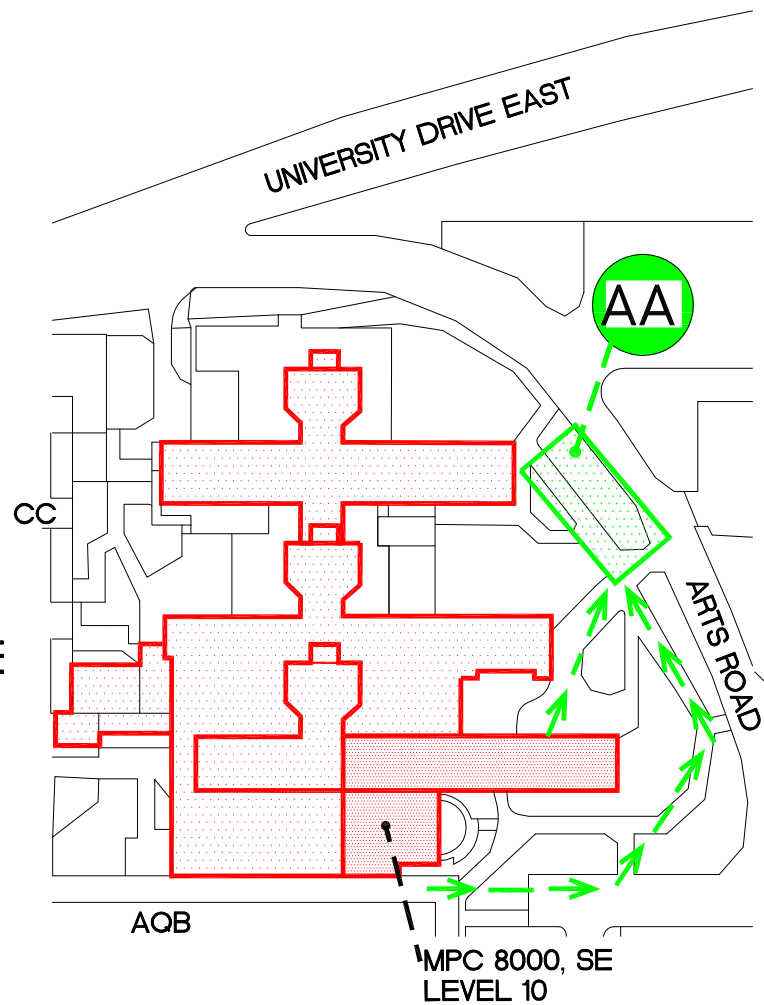 UNIVERSITY DRIVE EAST
AA
CC
ARTS ROAD
AQB
MPC 8000, SE
LEVEL 10